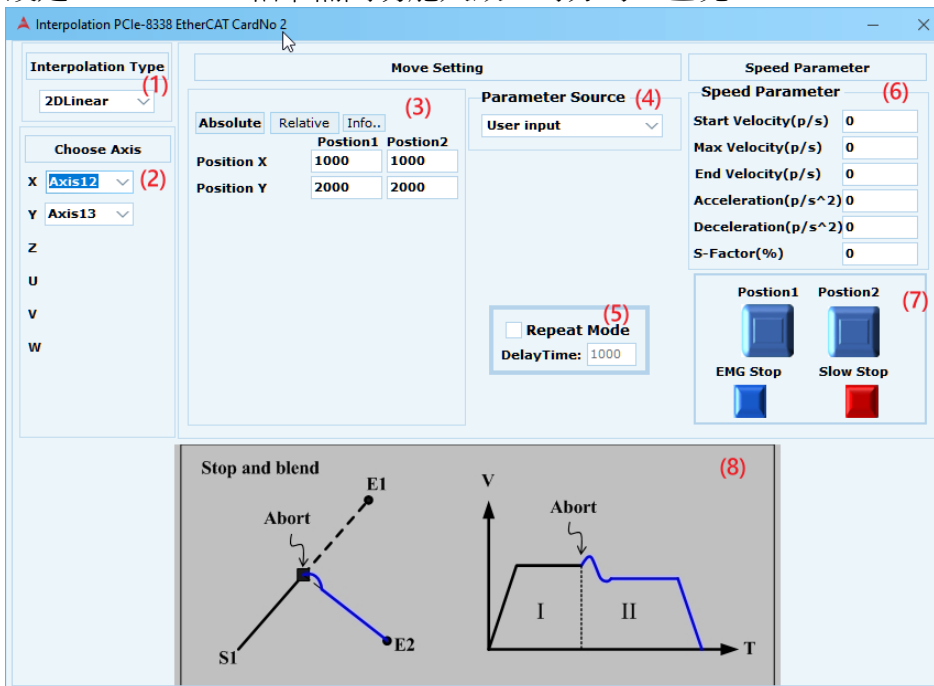 Interpolation PCIe-8338 EtherCAT CardNo 2
Interpolation Type
(1)
2DLinear
Choose Axis
X Axis12 (2)
Y Axis13
Z
U
V
W
Move Setting
(3)
Absolute Relative Info..
Postion1 Postion2
Position X 1000 1000
Position Y 2000 2000
Parameter Source (4)
User input
(5)
Repeat Mode
DelayTime: 1000
Speed Parameter
Speed Parameter (6)
Start Velocity(p/s) 0
Max Velocity(p/s) 0
End Velocity(p/s) 0
Acceleration(p/s^2) 0
Deceleration(p/s^2) 0
S-Factor(%) 0
Postion1 Postion2 (7)
EMG Stop Slow Stop
(8)
Stop and blend
E1
Abort
S1
E2
V
Abort
I II
T